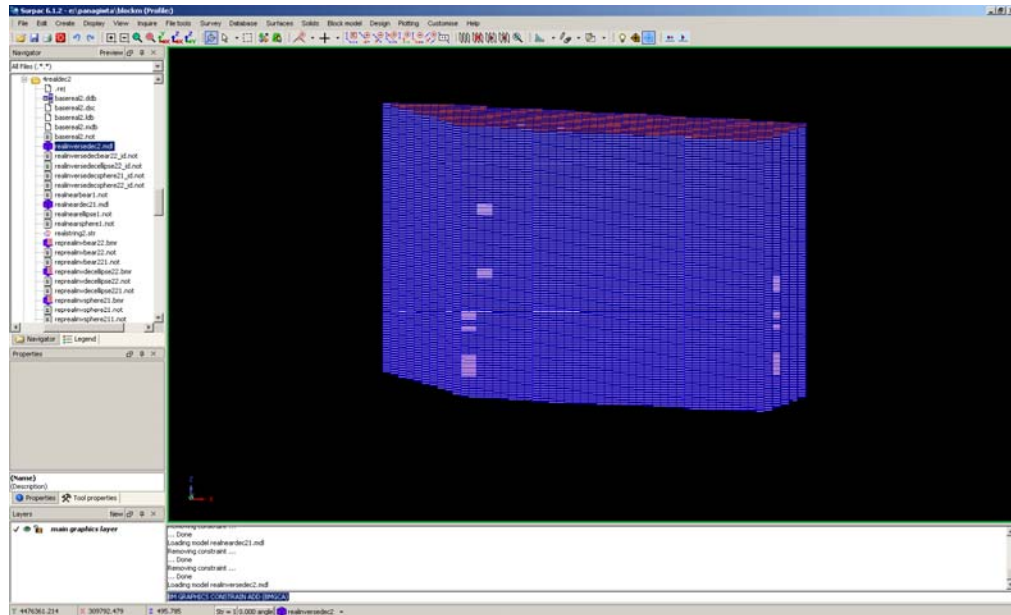 Surpac 6.1.2 - e:\panagiwta\blockm (Profile:
File Edit Create Display View Inquire File tools Survey Database Surfaces Solids Block model Design Plotting Customise Help
Navigator Preview
All Files (*.*)
4realdec2
.rej
basereal2.ddb
basereal2.dsc
basereal2.ldb
basereal2.mdb
basereal2.not
realinversedec2.mdl
realinversedecbear22_id.not
realinversedecellipse22_id.not
realinversedecsphere21_id.not
realinversedecsphere22_id.not
realnearbear1.not
realneardec21.mdl
realnearellipse1.not
realnearsphere1.not
realstring2.str
reprealinvbear22.bmr
reprealinvbear22.not
reprealinvbear221.not
reprealinvdecellipse22.bmr
reprealinvdecellipse22.not
reprealinvdecellipse221.not
reprealinvsphere21.bmr
reprealinvsphere21.not
reprealinvsphere211.not
Navigator Legend
Properties
(Name)
(Description)
Properties Tool properties
Layers New
main graphics layer
Removing constraint ...
... Done
Loading model realneardec21.mdl
Removing constraint ...
... Done
Removing constraint ...
... Done
Loading model realinversedec2.mdl
BM GRAPHICS CONSTRAIN ADD (BMGCA)
Y 4476361.214 X 309792.479 Z 495.795 Str = 1 0.000 angle realinversedec2